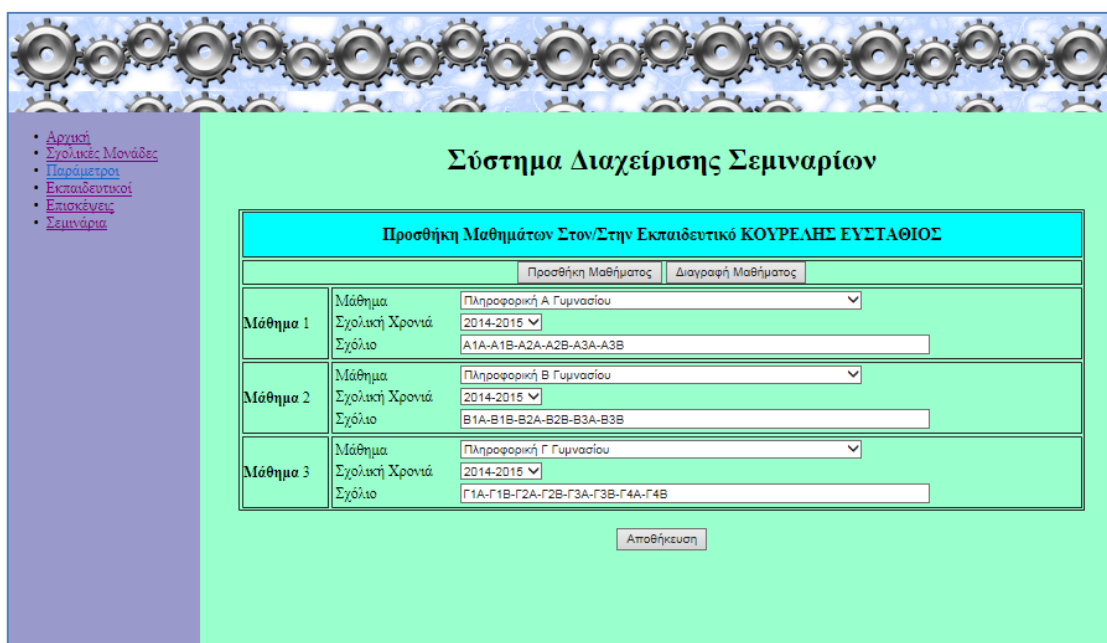 Αρχική
Σχολικές Μονάδες
Παράμετροι
Εκπαιδευτικοί
Επισκέψεις
Σεμινάρια
Σύστημα Διαχείρισης Σεμιναρίων
Προσθήκη Μαθημάτων Στον/Στην Εκπαιδευτικό ΚΟΥΡΕΛΗΣ ΕΥΣΤΑΘΙΟΣ
Προσθήκη Μαθήματος Διαγραφή Μαθήματος
Μάθημα 1
Μάθημα Πληροφορική Α Γυμνασίου
Σχολική Χρονιά 2014-2015
Σχόλιο Α1Α-Α1Β-Α2Α-Α2Β-Α3Α-Α3Β
Μάθημα 2
Μάθημα Πληροφορική Β Γυμνασίου
Σχολική Χρονιά 2014-2015
Σχόλιο Β1Α-Β1Β-Β2Α-Β2Β-Β3Α-Β3Β
Μάθημα 3
Μάθημα Πληροφορική Γ Γυμνασίου
Σχολική Χρονιά 2014-2015
Σχόλιο Γ1Α-Γ1Β-Γ2Α-Γ2Β-Γ3Α-Γ3Β-Γ4Α-Γ4Β
Αποθήκευση